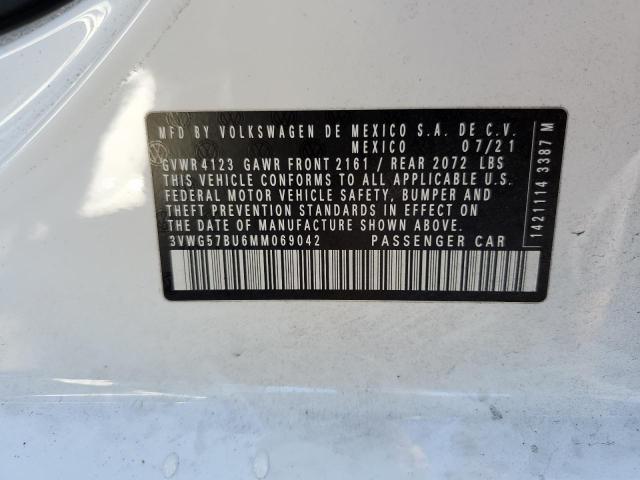 MFD BY VOLKSWAGEN DE MEXICO S.A. DE C.V.
MEXICO 07/21
GVWR 4123 GAWR FRONT 2161 / REAR 2072 LBS
THIS VEHICLE CONFORMS TO ALL APPLICABLE U.S.
FEDERAL MOTOR VEHICLE SAFETY, BUMPER AND
THEFT PREVENTION STANDARDS IN EFFECT ON
THE DATE OF MANUFACTURE SHOWN ABOVE.
3VWG57BU6MM069042 PASSENGER CAR
1421114 3387 M